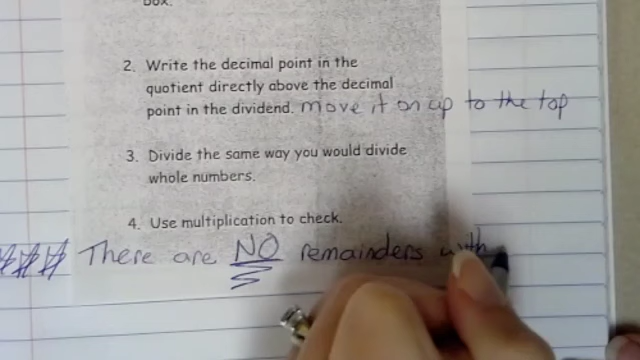 box.
2. Write the decimal point in the
quotient directly above the decimal
point in the dividend. move it on up to the top
3. Divide the same way you would divide
whole numbers.
4. Use multiplication to check.
### There are NO remainders with